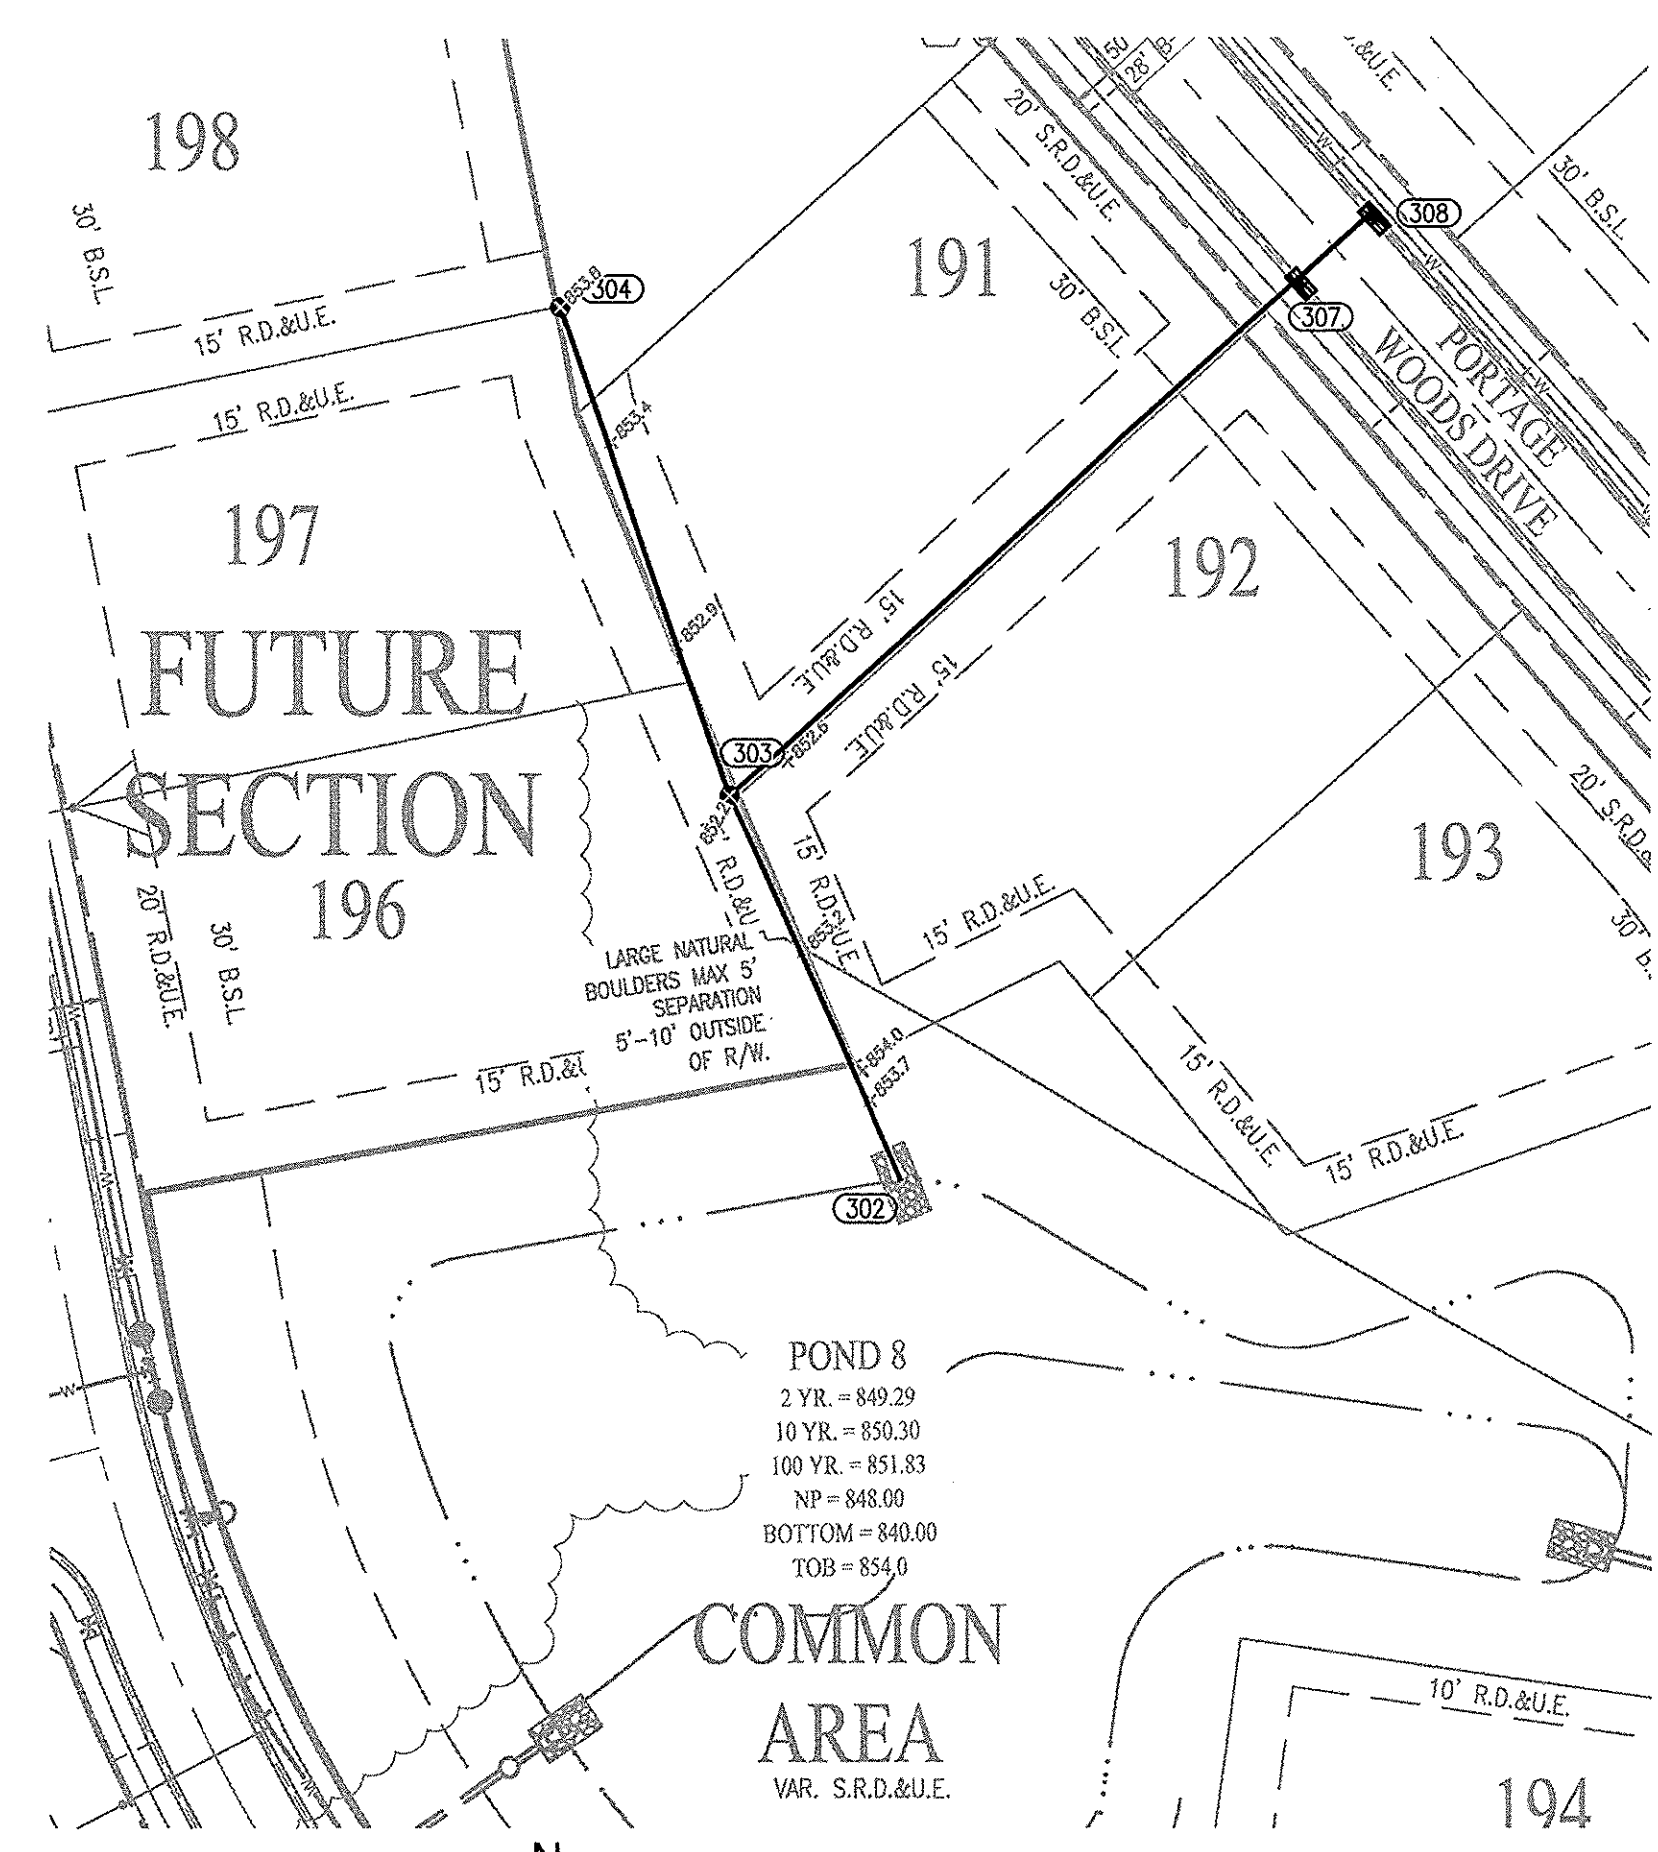 198
30' B.S.L.
15' R.D.&U.E.
15' R.D.&U.E.
197
FUTURE
SECTION
196
20' R.D.&U.E.
30' B.S.L.
15' R.D.&
LARGE NATURAL
BOULDERS MAX 5'
SEPARATION
5'-10' OUTSIDE
OF R/W.
853.8
304
853.4
852.9
303
852.6
852.2
R.D.&U
15' R.D.&U.E.
854.0
853.7
302
50'
28'
20' S.R.D.&U.E.
.&U.E.
30' B.S.L.
191
30' B.S.L.
308
307
PORTAGE
WOODS DRIVE
W
W
W
15' R.D.&U.E.
15' R.D.&U.E.
192
193
20' S.R.D.&
30' B.
15' R.D.&U.E.
15' R.D.&U.E.
15' R.D.&U.E.
W
W
W
W
POND 8
2 YR. = 849.29
10 YR. = 850.30
100 YR. = 851.83
NP = 848.00
BOTTOM = 840.00
TOB = 854.0
COMMON
AREA
VAR. S.R.D.&U.E.
10' R.D.&U.E.
194